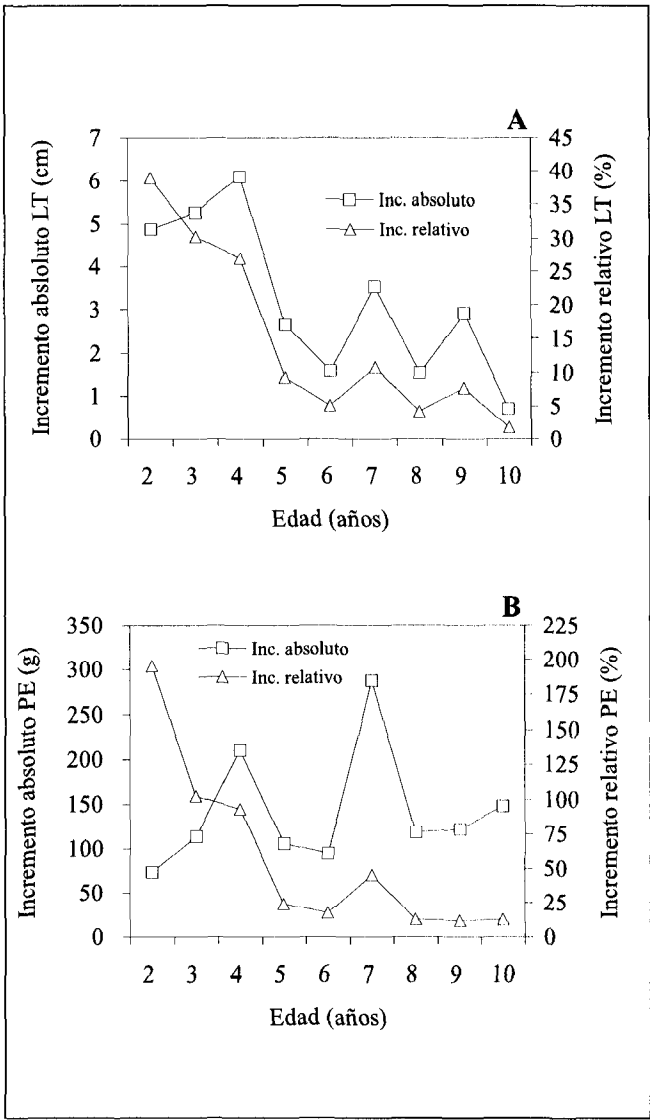 A
Incremento absloluto LT (cm)
7
6
5
4
3
2
1
0
Inc. absoluto
Inc. relativo
45
40
35
30
25
20
15
10
5
0
Incremento relativo LT (%)
2 3 4 5 6 7 8 9 10
Edad (años)
B
Incremento absoluto PE (g)
350
300
250
200
150
100
50
0
Inc. absoluto
Inc. relativo
225
200
175
150
125
100
75
50
25
0
Incremento relativo PE (%)
2 3 4 5 6 7 8 9 10
Edad (años)